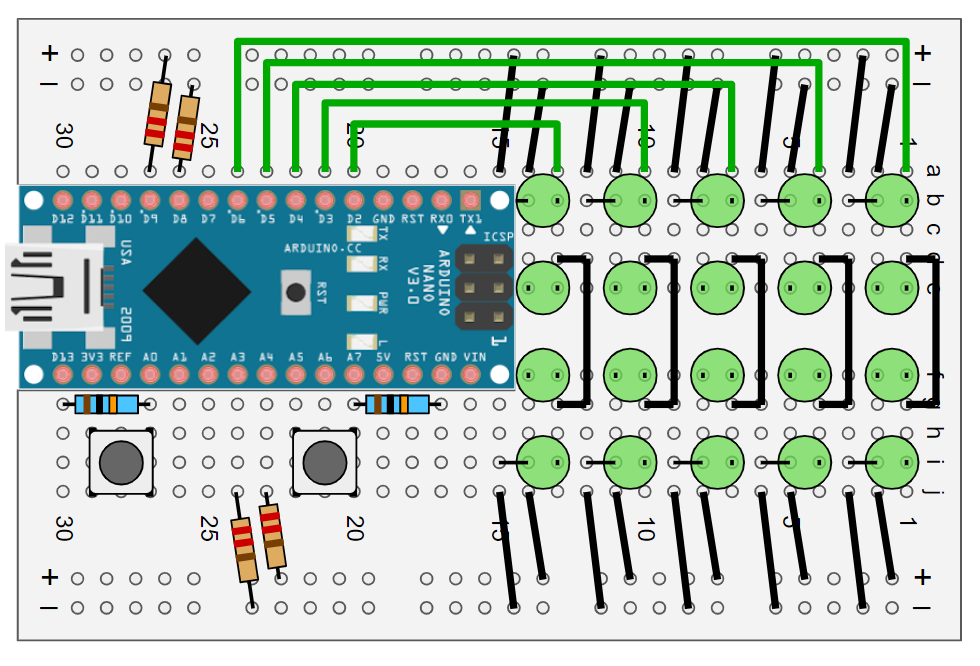 + +
− −
30 25 20 15 10 5 1
a
b
c
D12 D11 D10 D9 D8 D7 D6 D5 D4 D3 D2 GND RST RX0 TX1
USA
TX
ICSP
ARDUINO.CC
RX
RST
ARDUINO
NANO
V3.0
PWR
2009
L
1
D13 3V3 REF A0 A1 A2 A3 A4 A5 A6 A7 5V RST GND VIN
e
f
g
h
i
j
30 25 20 15 10 5 1
+ +
− −